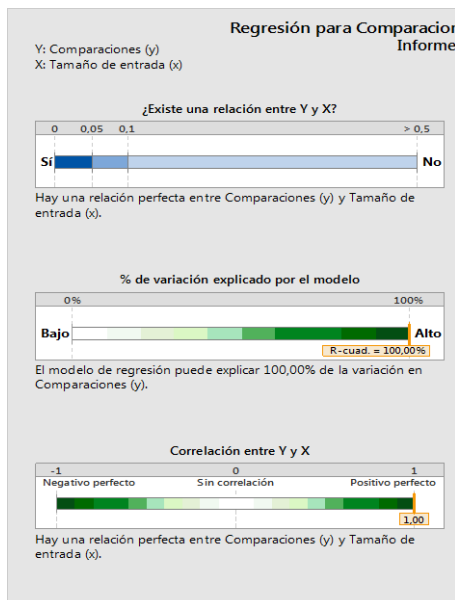 Regresión para Comparacion
Informe
Y: Comparaciones (y)
X: Tamaño de entrada (x)
¿Existe una relación entre Y y X?
0 0,05 0,1 > 0,5
Sí No
Hay una relación perfecta entre Comparaciones (y) y Tamaño de
entrada (x).
% de variación explicado por el modelo
0% 100%
Bajo Alto
R-cuad. = 100,00%
El modelo de regresión puede explicar 100,00% de la variación en
Comparaciones (y).
Correlación entre Y y X
-1 0 1
Negativo perfecto Sin correlación Positivo perfecto
1,00
Hay una relación perfecta entre Comparaciones (y) y Tamaño de
entrada (x).